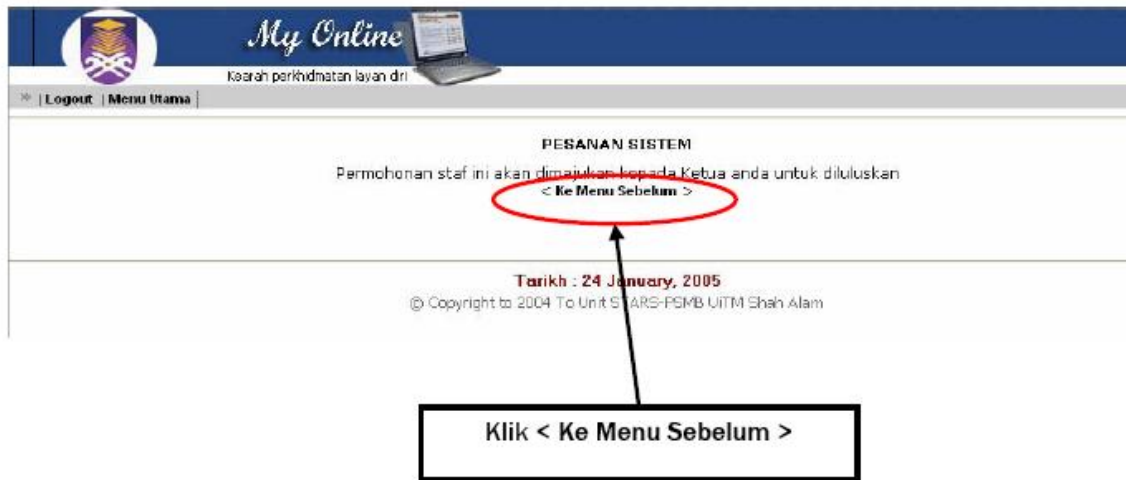 My Online
Kearah perkhidmatan layan diri
» | Logout | Menu Utama |
PESANAN SISTEM
Permohonan staf ini akan dimajukan kepada Ketua anda untuk diluluskan
< Ke Menu Sebelum >
Tarikh : 24 January, 2005
© Copyright to 2004 To Unit STARS-PSMB UiTM Shah Alam
Klik < Ke Menu Sebelum >